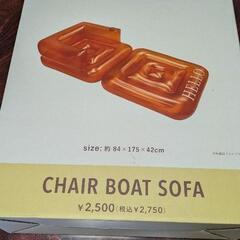 HELLO
size: 約 84×175×42cm
CHAIR BOAT SOFA
¥2,500(税込¥2,750)